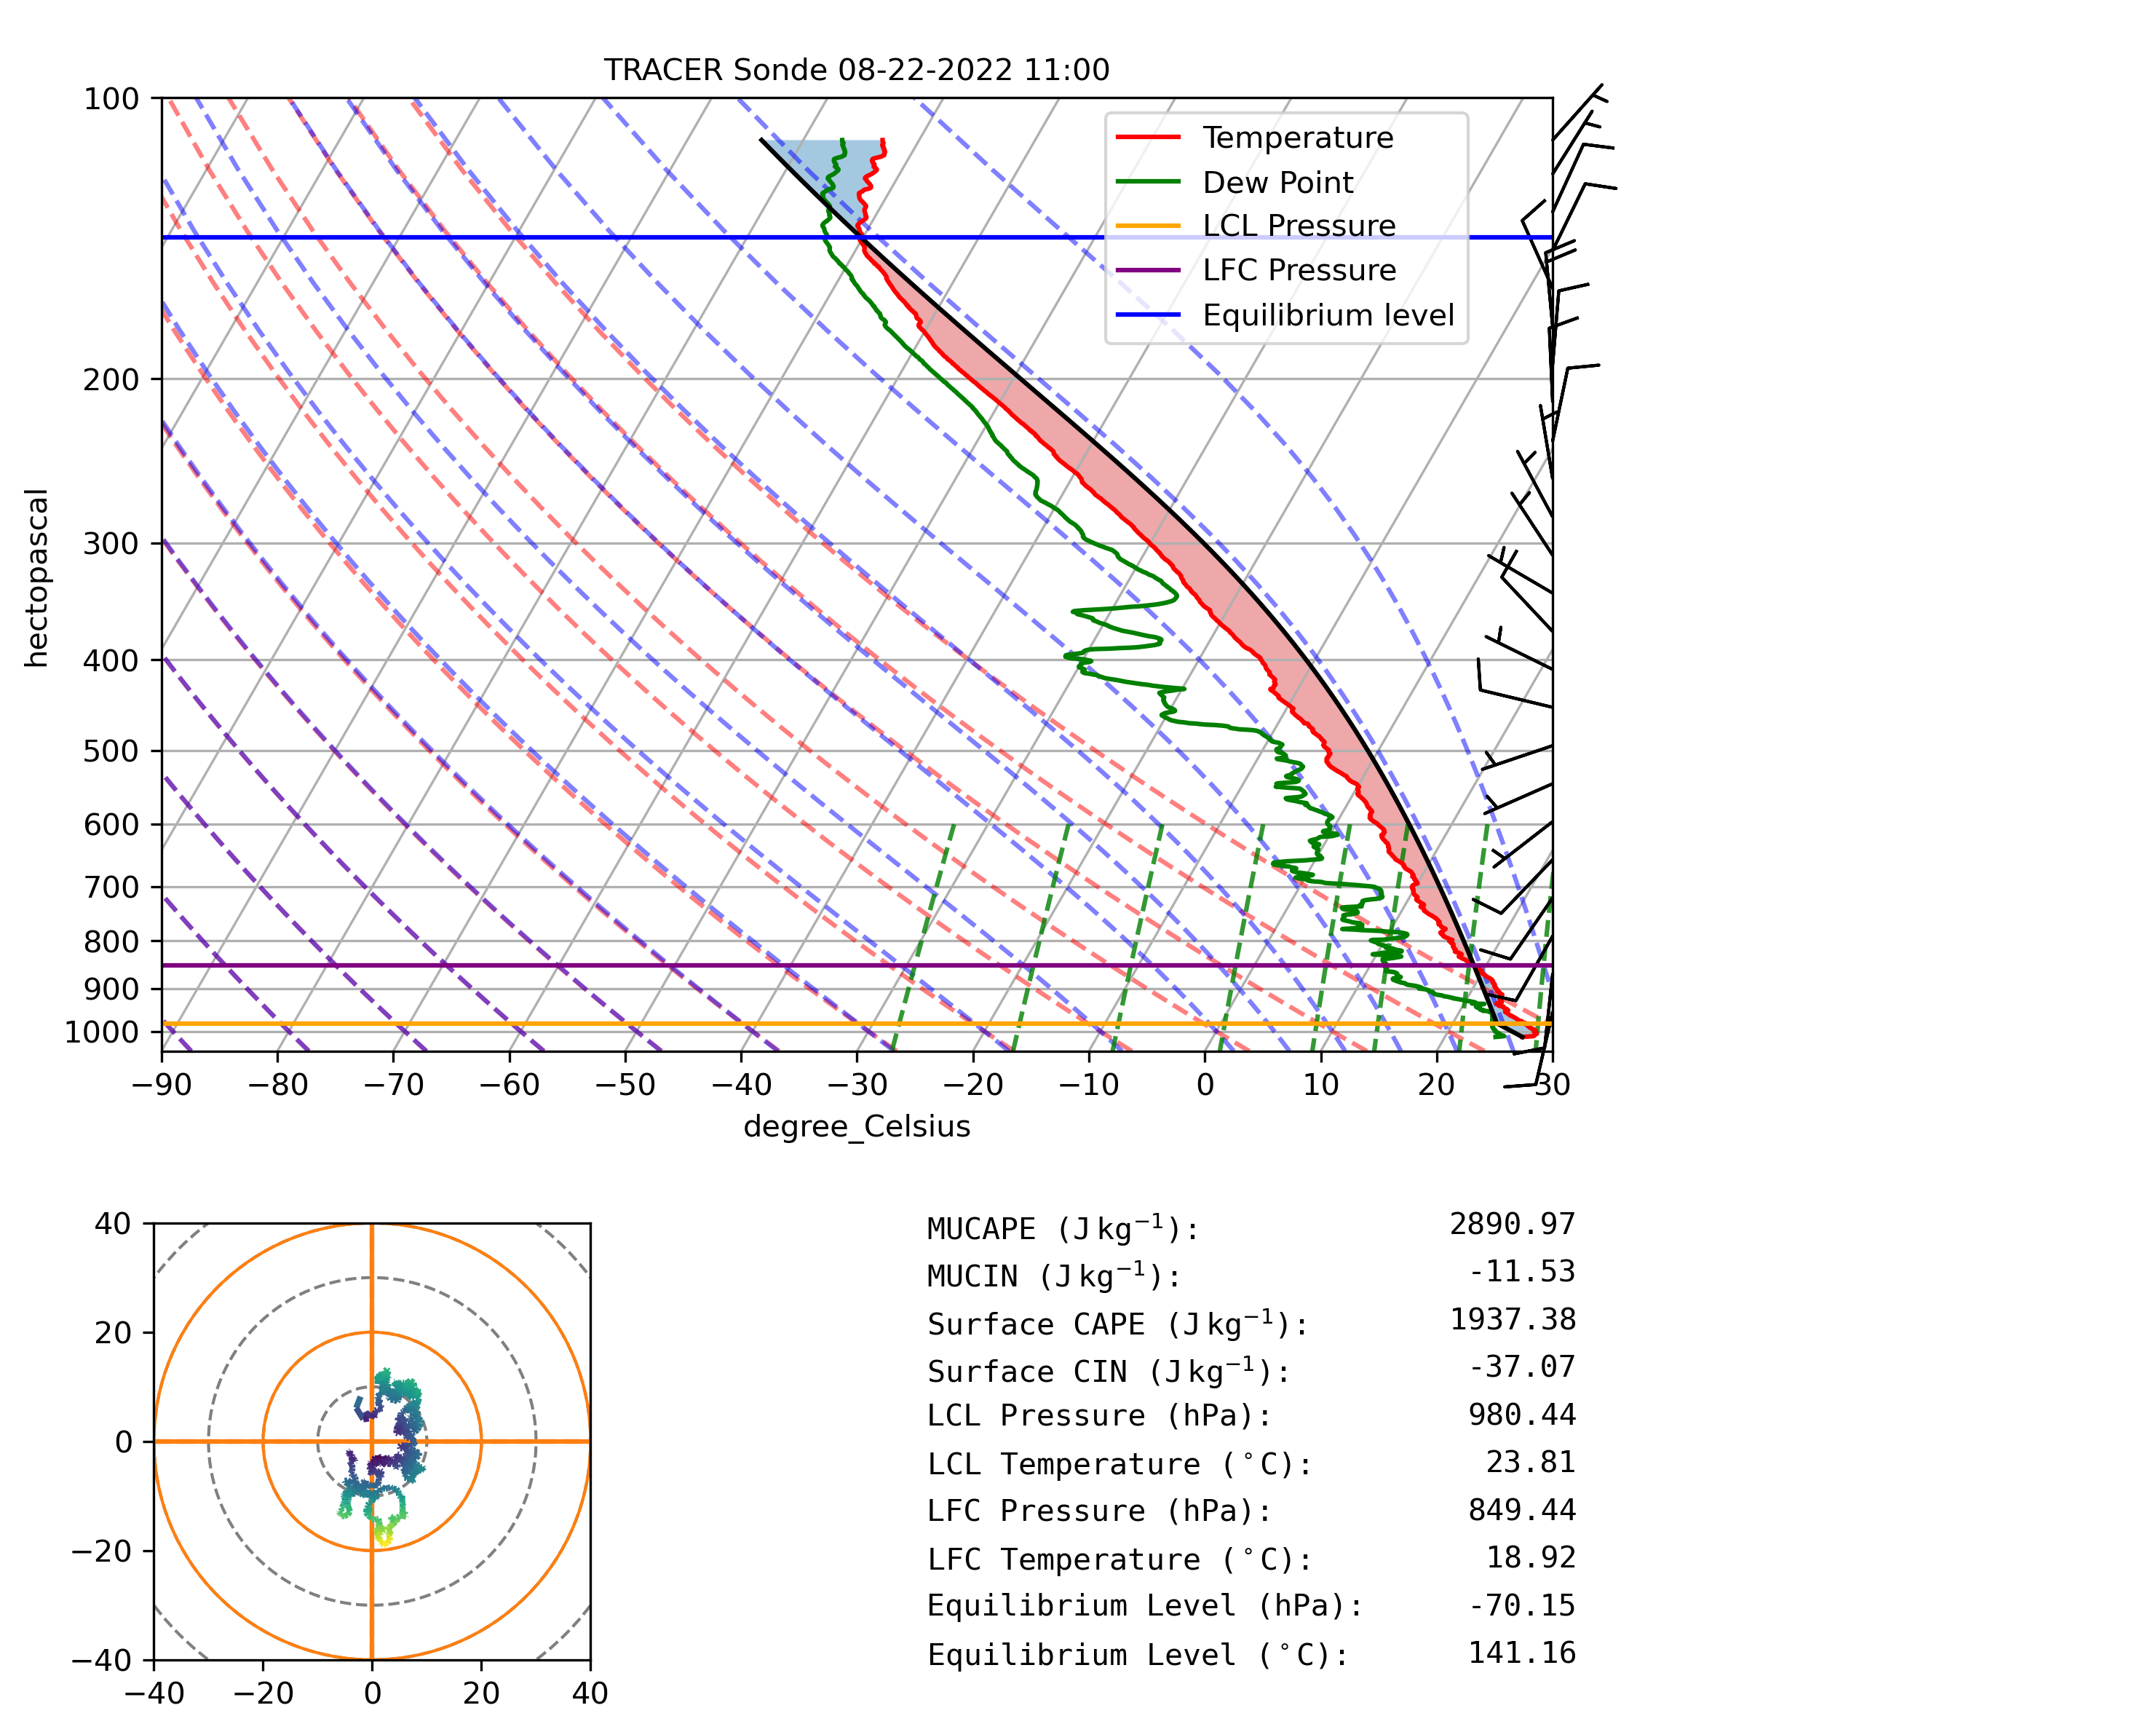 TRACER Sonde 08-22-2022 11:00
100
200
300
400
500
600
700
800
900
1000
hectopascal
Temperature
Dew Point
LCL Pressure
LFC Pressure
Equilibrium level
−90 −80 −70 −60 −50 −40 −30 −20 −10 0 10 20 30
degree_Celsius
40
20
0
−20
−40
−40 −20 0 20 40
MUCAPE (J kg⁻¹): 2890.97
MUCIN (J kg⁻¹): -11.53
Surface CAPE (J kg⁻¹): 1937.38
Surface CIN (J kg⁻¹): -37.07
LCL Pressure (hPa): 980.44
LCL Temperature (°C): 23.81
LFC Pressure (hPa): 849.44
LFC Temperature (°C): 18.92
Equilibrium Level (hPa): -70.15
Equilibrium Level (°C): 141.16